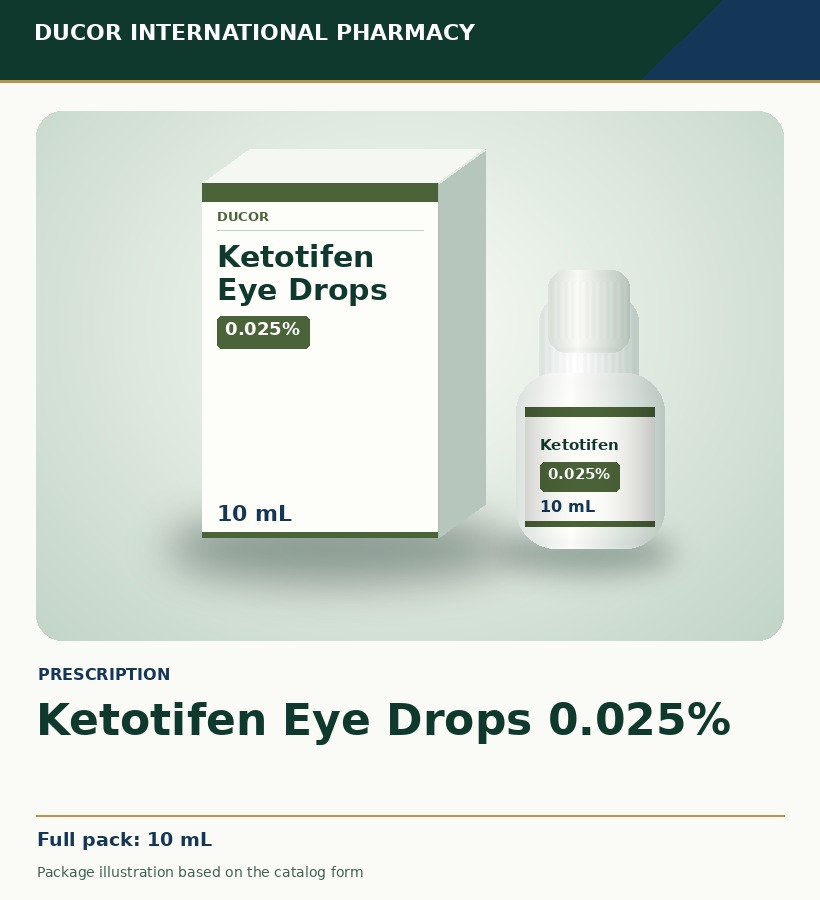 DUCOR INTERNATIONAL PHARMACY
DUCOR
Ketotifen
Eye Drops
0.025%
10 mL
Ketotifen
0.025%
10 mL
PRESCRIPTION
Ketotifen Eye Drops 0.025%
Full pack: 10 mL
Package illustration based on the catalog form